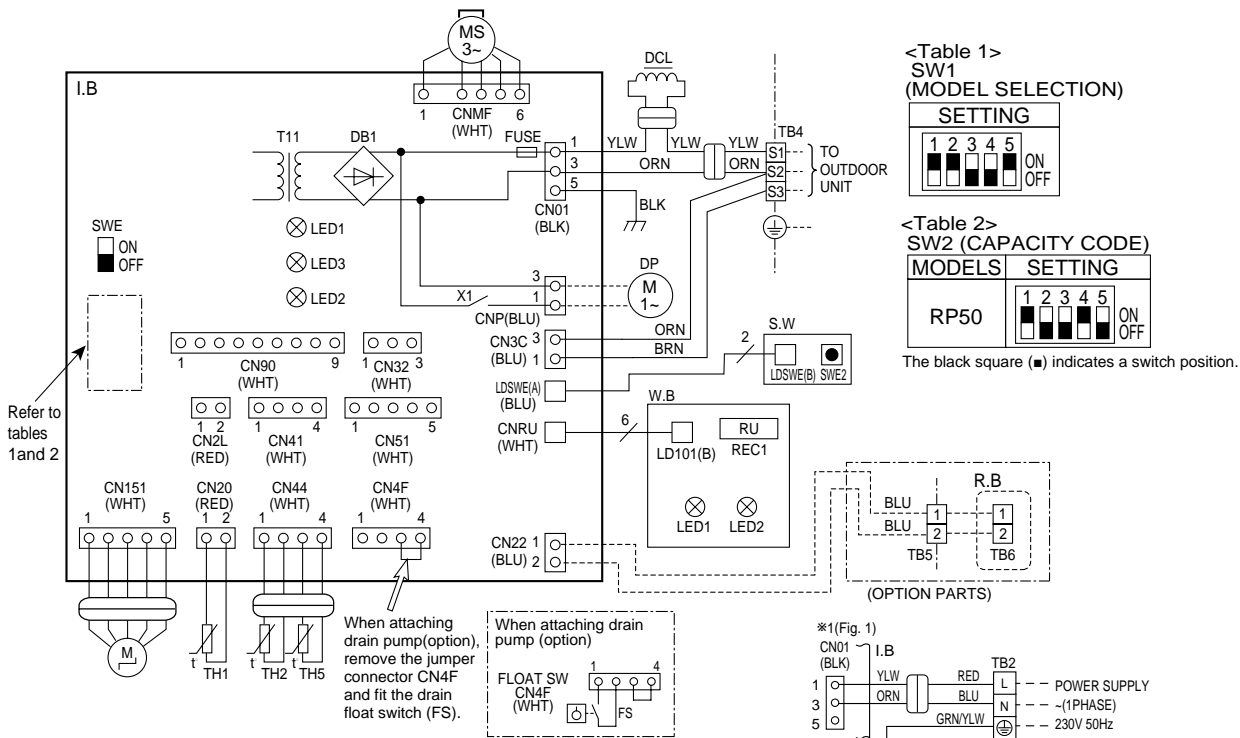 MS
3~
I.B
1 CNMF 6
(WHT)
T11
DB1
FUSE
1
3
5
CN01
(BLK)
YLW
DCL
YLW
YLW
ORN
ORN
BLK
TB4
S1
S2
S3
TO
OUTDOOR
UNIT
SWE
ON
OFF
LED1
LED3
LED2
X1
3
1
CNP(BLU)
DP
M
1~
CN3C 3
(BLU) 1
ORN
BRN
LDSWE(A)
(BLU)
2
S.W
LDSWE(B) SWE2
CNRU
(WHT)
6
W.B
LD101(B)
RU
REC1
LED1
LED2
1 CN90 9
(WHT)
1 CN32 3
(WHT)
1 2
CN2L
(RED)
1 CN41 4
(WHT)
1 CN51 5
(WHT)
Refer to
tables
1and 2
CN151
(WHT)
1 5
CN20
(RED)
1 2
CN44
(WHT)
1 4
CN4F
(WHT)
1 4
CN22 1
(BLU) 2
BLU
BLU
1
2
TB5
R.B
1
2
TB6
(OPTION PARTS)
M
t° TH1
t° TH2
t° TH5
When attaching
drain pump(option),
remove the jumper
connector CN4F
and fit the drain
float switch (FS).
When attaching drain
pump (option)
FLOAT SW
CN4F
(WHT)
1 4
FS
※1(Fig. 1)
CN01
(BLK)
I.B
1
3
5
YLW
ORN
RED
BLU
GRN/YLW
TB2
L
N
POWER SUPPLY
~(1PHASE)
230V 50Hz
<Table 1>
SW1
(MODEL SELECTION)
SETTING
1 2 3 4 5
ON
OFF
<Table 2>
SW2 (CAPACITY CODE)
MODELS SETTING
RP50
1 2 3 4 5
ON
OFF
The black square (■) indicates a switch position.